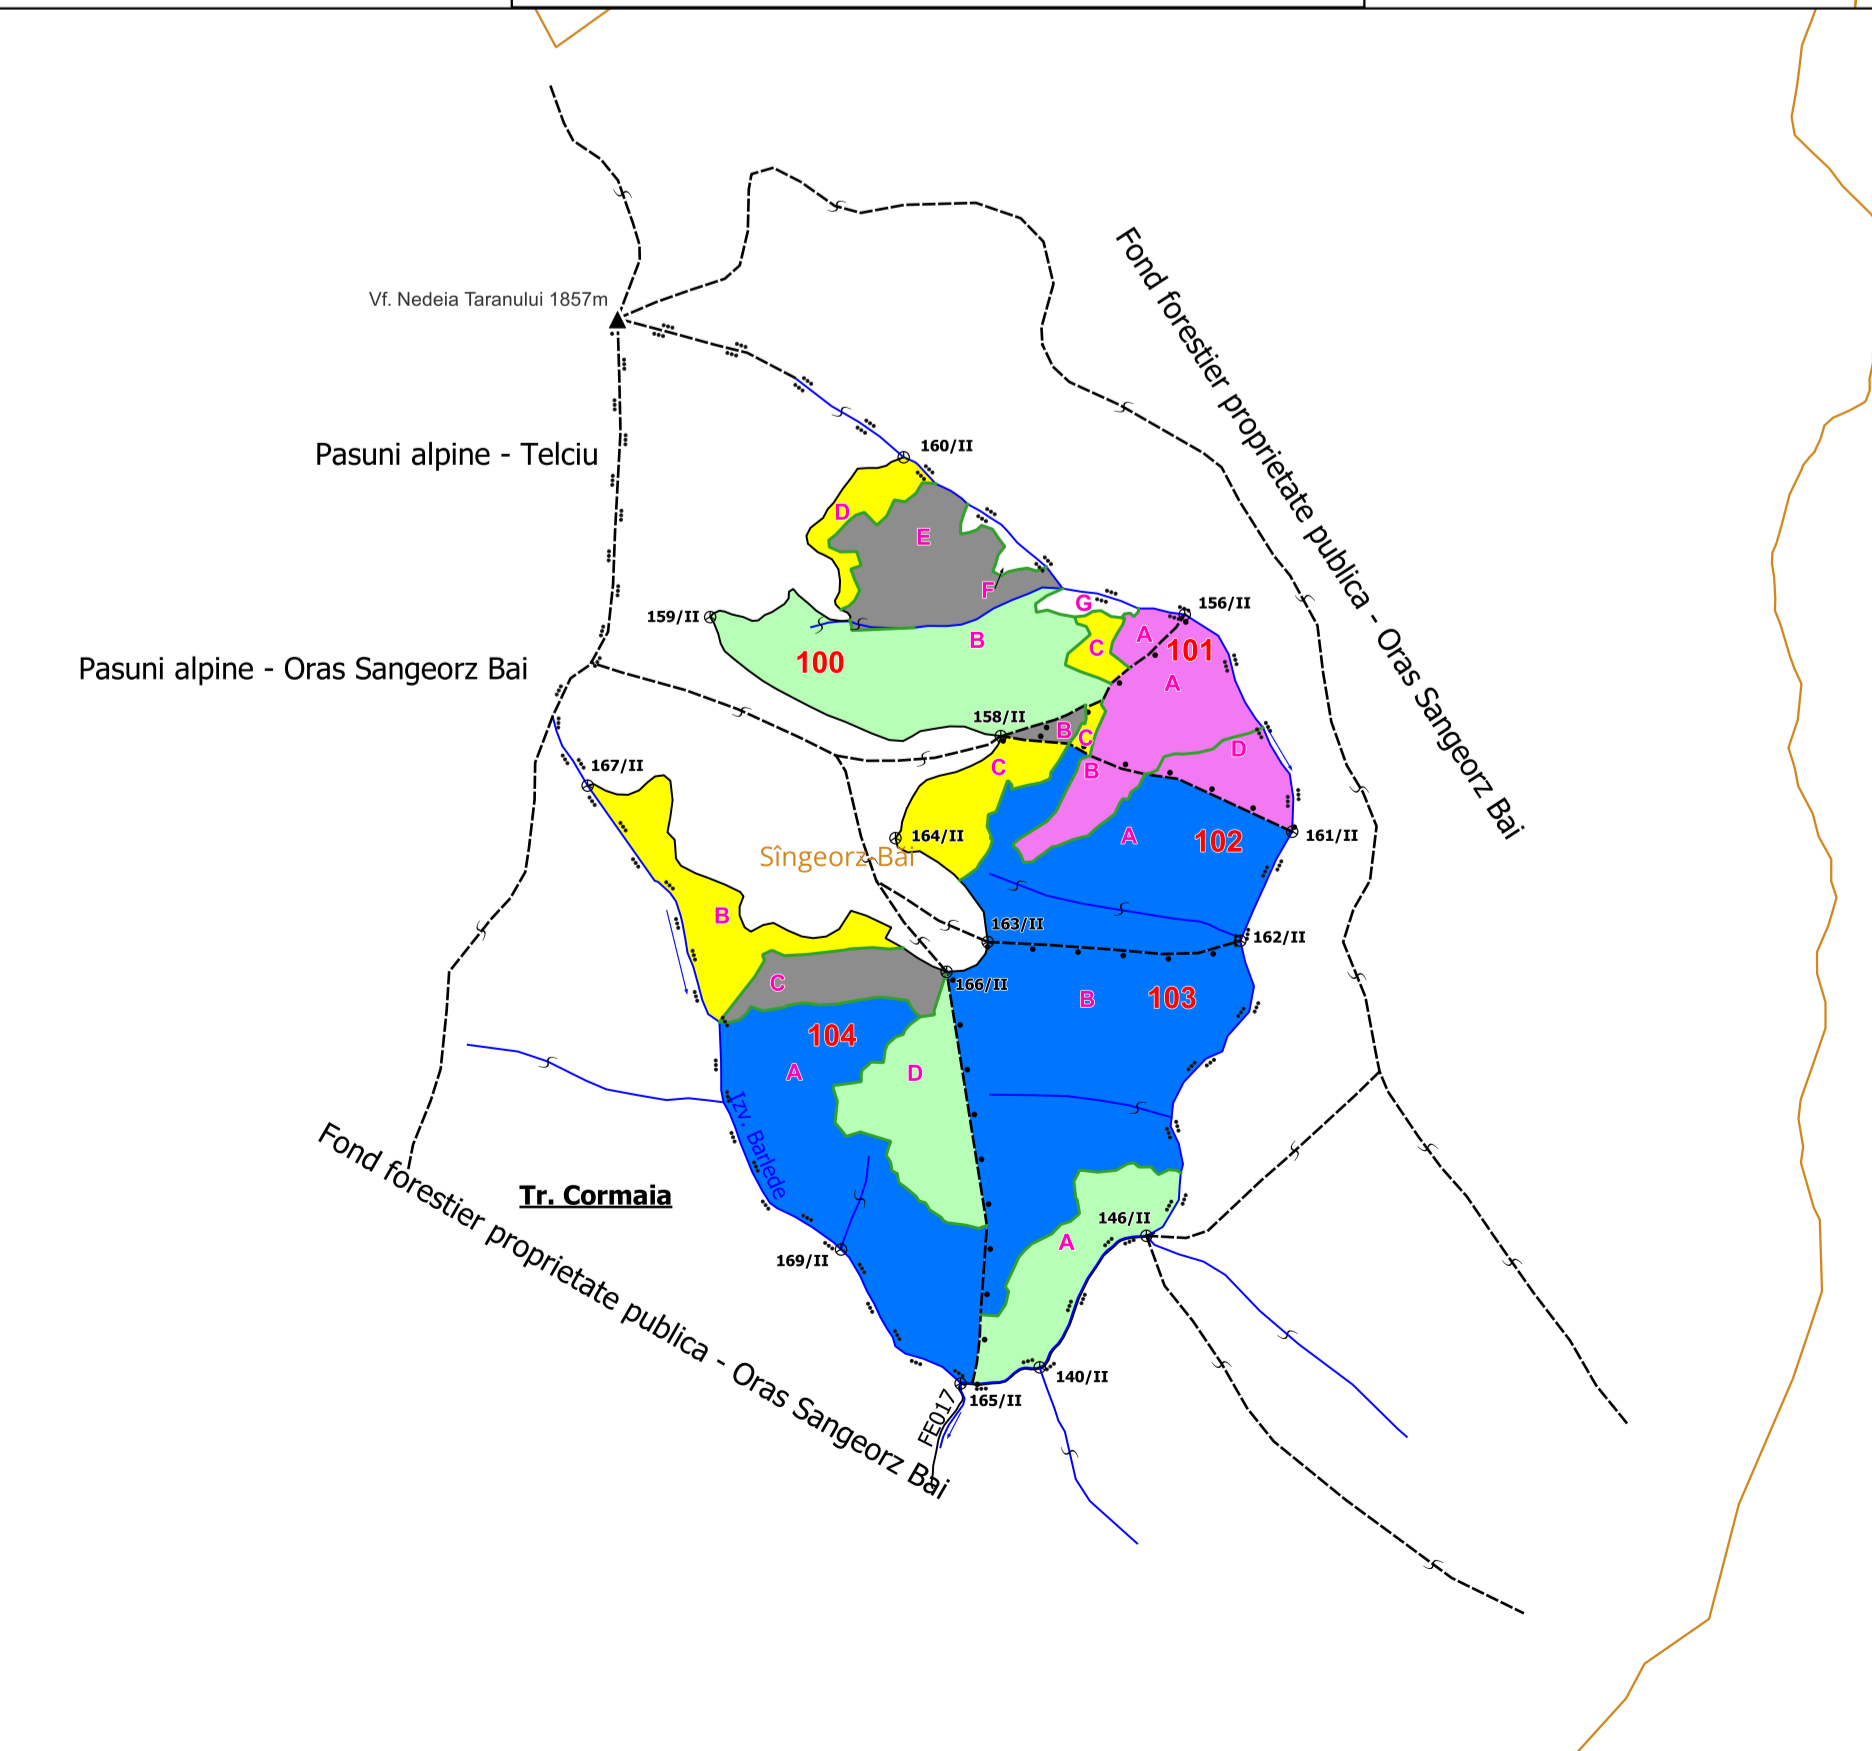 Fond forestier proprietate publica - Oras Sangeorz Bai
Vf. Nedeia Taranului 1857m
Pasuni alpine - Telciu
160/II
D
E
F
G
159/II
156/II
B
C
A
101
100
A
Pasuni alpine - Oras Sangeorz Bai
158/II
B
C
D
C
B
167/II
164/II
A
102
161/II
Sîngeorz-Băi
B
163/II
162/II
C
166/II
B
103
104
A
D
Izv. Barlede
Fond forestier proprietate publica - Oras Sangeorz Bai
Tr. Cormaia
146/II
A
169/II
140/II
165/II
FE017